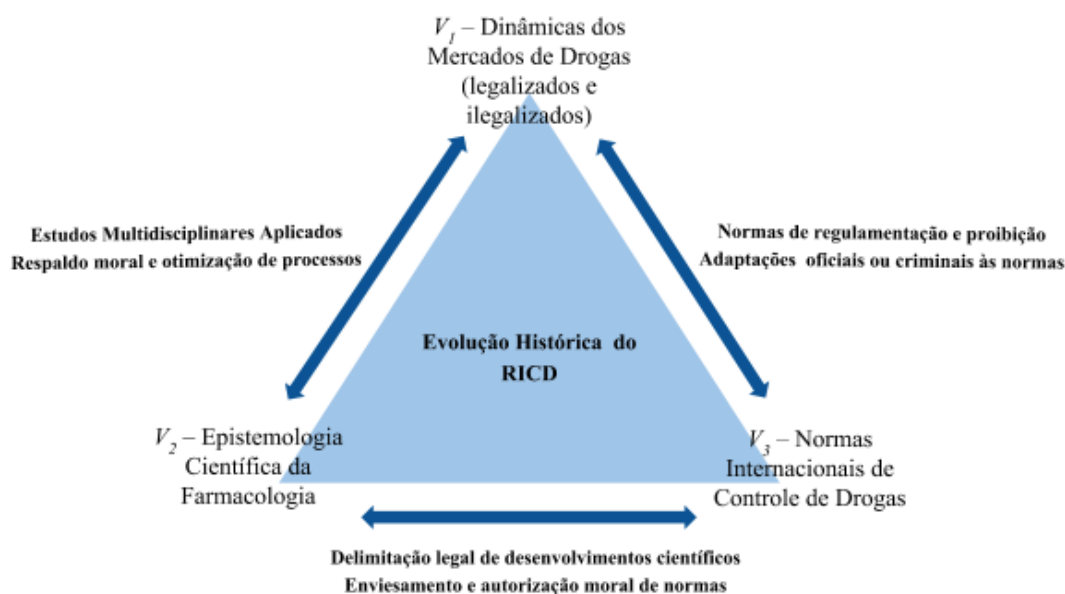 V1 – Dinâmicas dos
Mercados de Drogas
(legalizados e
ilegalizados)
Estudos Multidisciplinares Aplicados
Respaldo moral e otimização de processos
Normas de regulamentação e proibição
Adaptações oficiais ou criminais às normas
Evolução Histórica do
RICD
V2 – Epistemologia
Científica da
Farmacologia
V3 – Normas
Internacionais de
Controle de Drogas
Delimitação legal de desenvolvimentos científicos
Enviesamento e autorização moral de normas